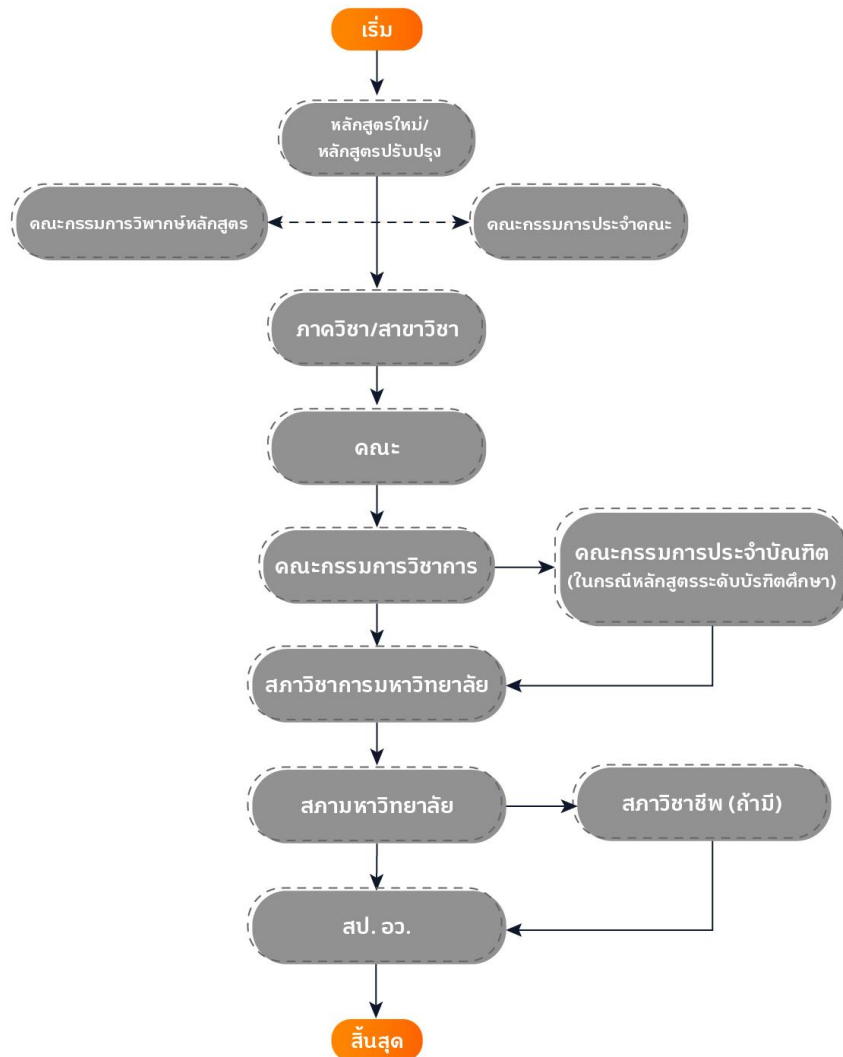 เริ่ม
หลักสูตรใหม่/
หลักสูตรปรับปรุง
คณะกรรมการวิพากษ์หลักสูตร
คณะกรรมการประจำคณะ
ภาควิชา/สาขาวิชา
คณะ
คณะกรรมการวิชาการ
คณะกรรมการประจำบัณฑิต
(ในกรณีหลักสูตรระดับบัรฑิตศึกษา)
สภาวิชาการมหาวิทยาลัย
สภามหาวิทยาลัย
สภาวิชาชีพ (ถ้ามี)
สป. อว.
สิ้นสุด